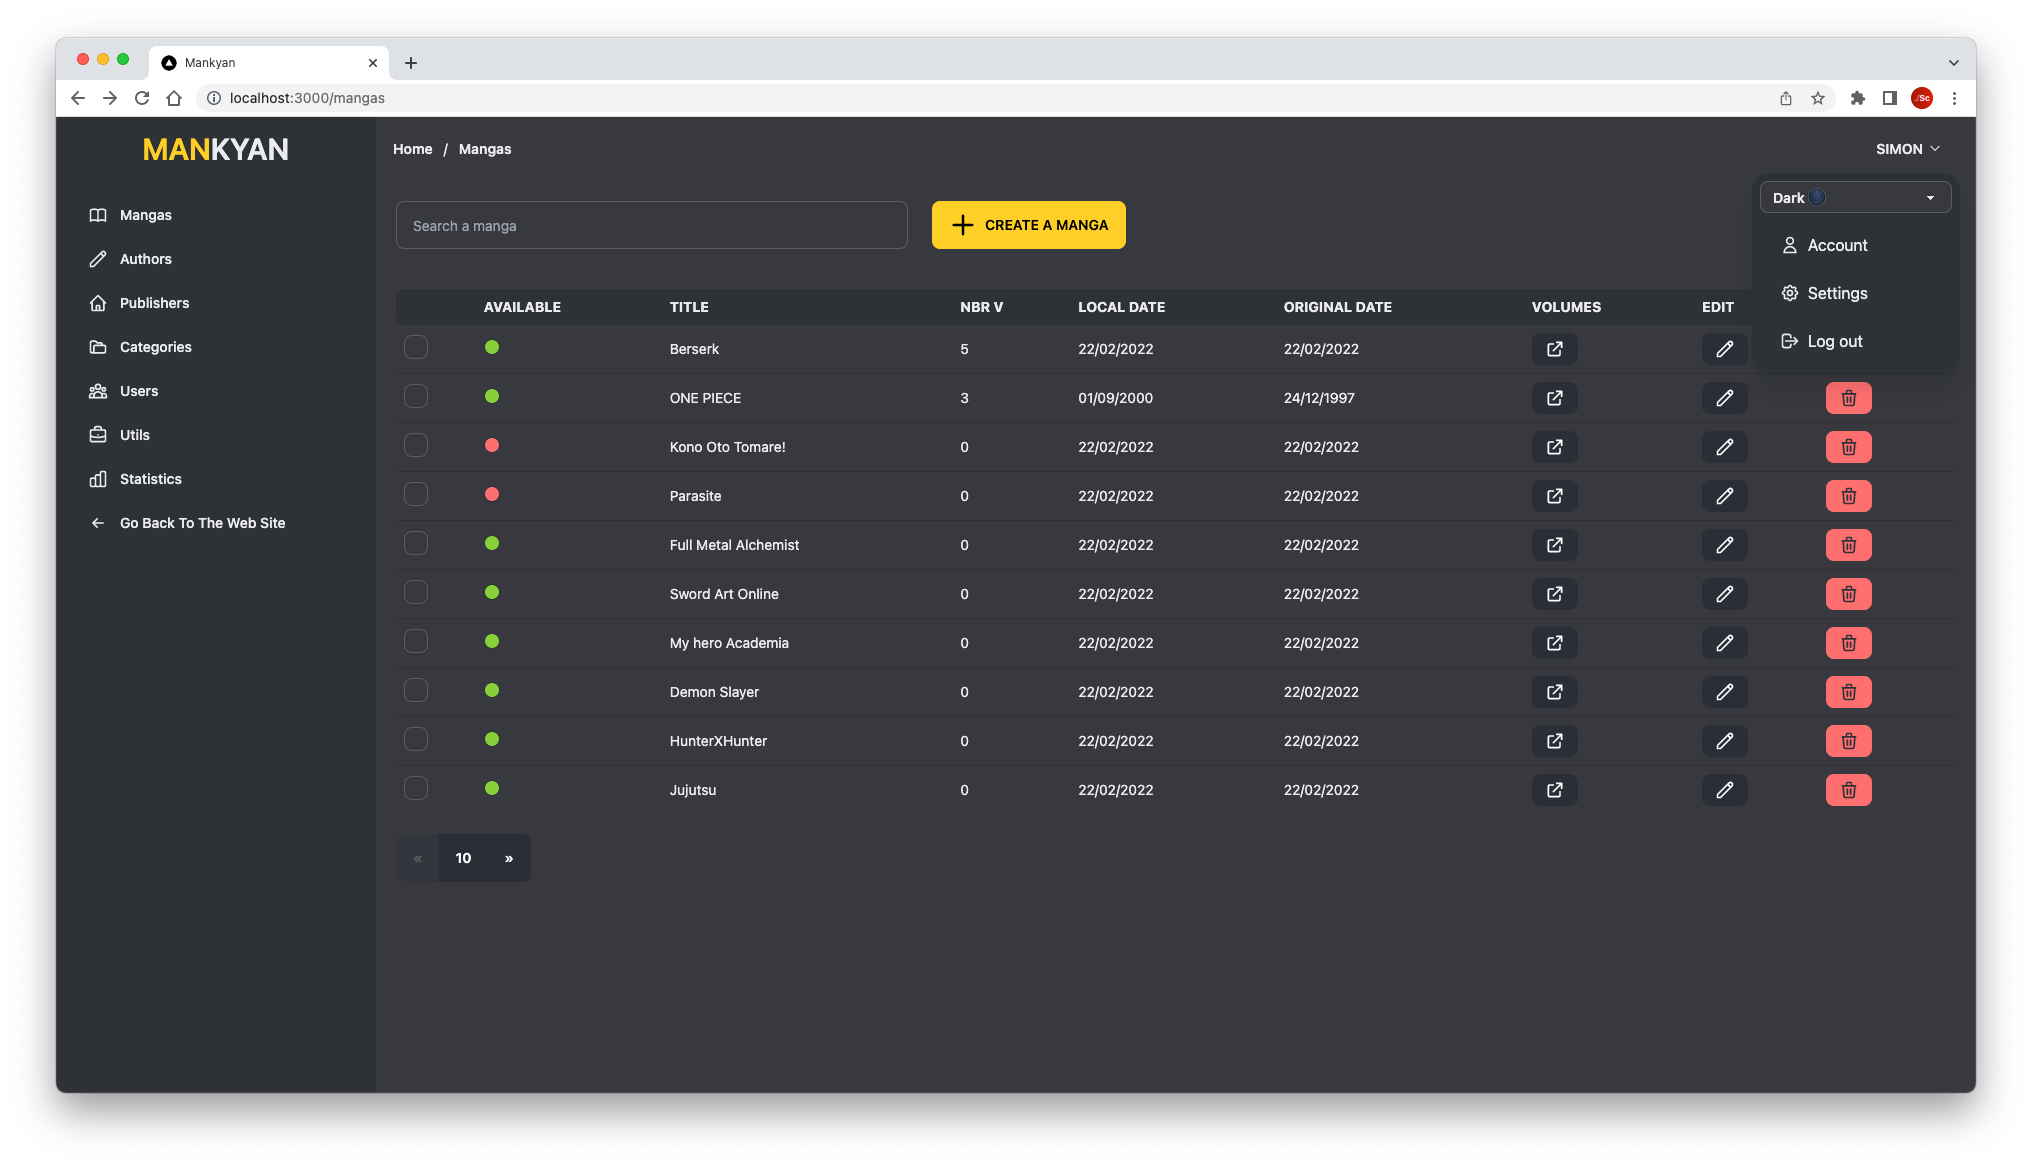 Mankyan
localhost:3000/mangas
./Sc
MANKYAN
Home / Mangas
SIMON
Mangas
Authors
Publishers
Categories
Users
Utils
Statistics
Go Back To The Web Site
Search a manga
CREATE A MANGA
Dark
Account
Settings
Log out
AVAILABLE TITLE NBR V LOCAL DATE ORIGINAL DATE VOLUMES EDIT
Berserk 5 22/02/2022 22/02/2022
ONE PIECE 3 01/09/2000 24/12/1997
Kono Oto Tomare! 0 22/02/2022 22/02/2022
Parasite 0 22/02/2022 22/02/2022
Full Metal Alchemist 0 22/02/2022 22/02/2022
Sword Art Online 0 22/02/2022 22/02/2022
My hero Academia 0 22/02/2022 22/02/2022
Demon Slayer 0 22/02/2022 22/02/2022
HunterXHunter 0 22/02/2022 22/02/2022
Jujutsu 0 22/02/2022 22/02/2022
« 10 »